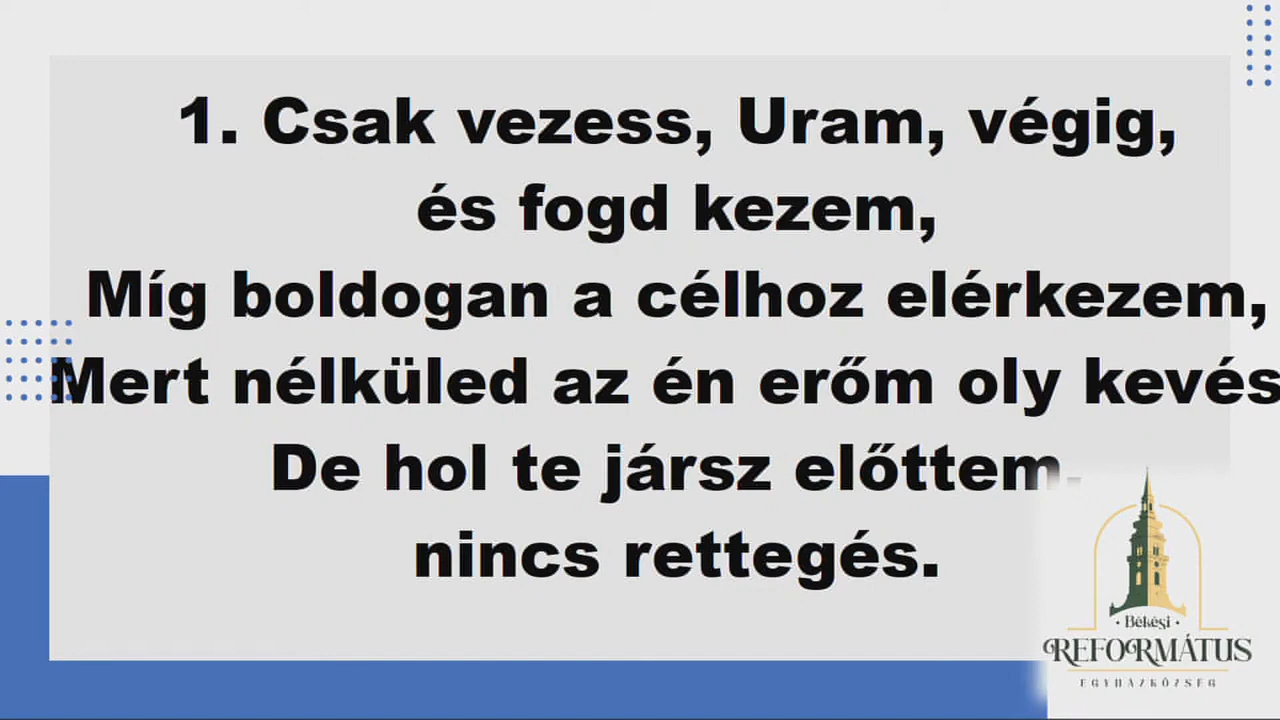 1. Csak vezess, Uram, végig,
és fogd kezem,
Míg boldogan a célhoz elérkezem,
Mert nélküled az én erőm oly kevés
De hol te jársz előttem,
nincs rettegés.
• Békési •
REFORMÁTUS
EGYHÁZKÖZSÉG